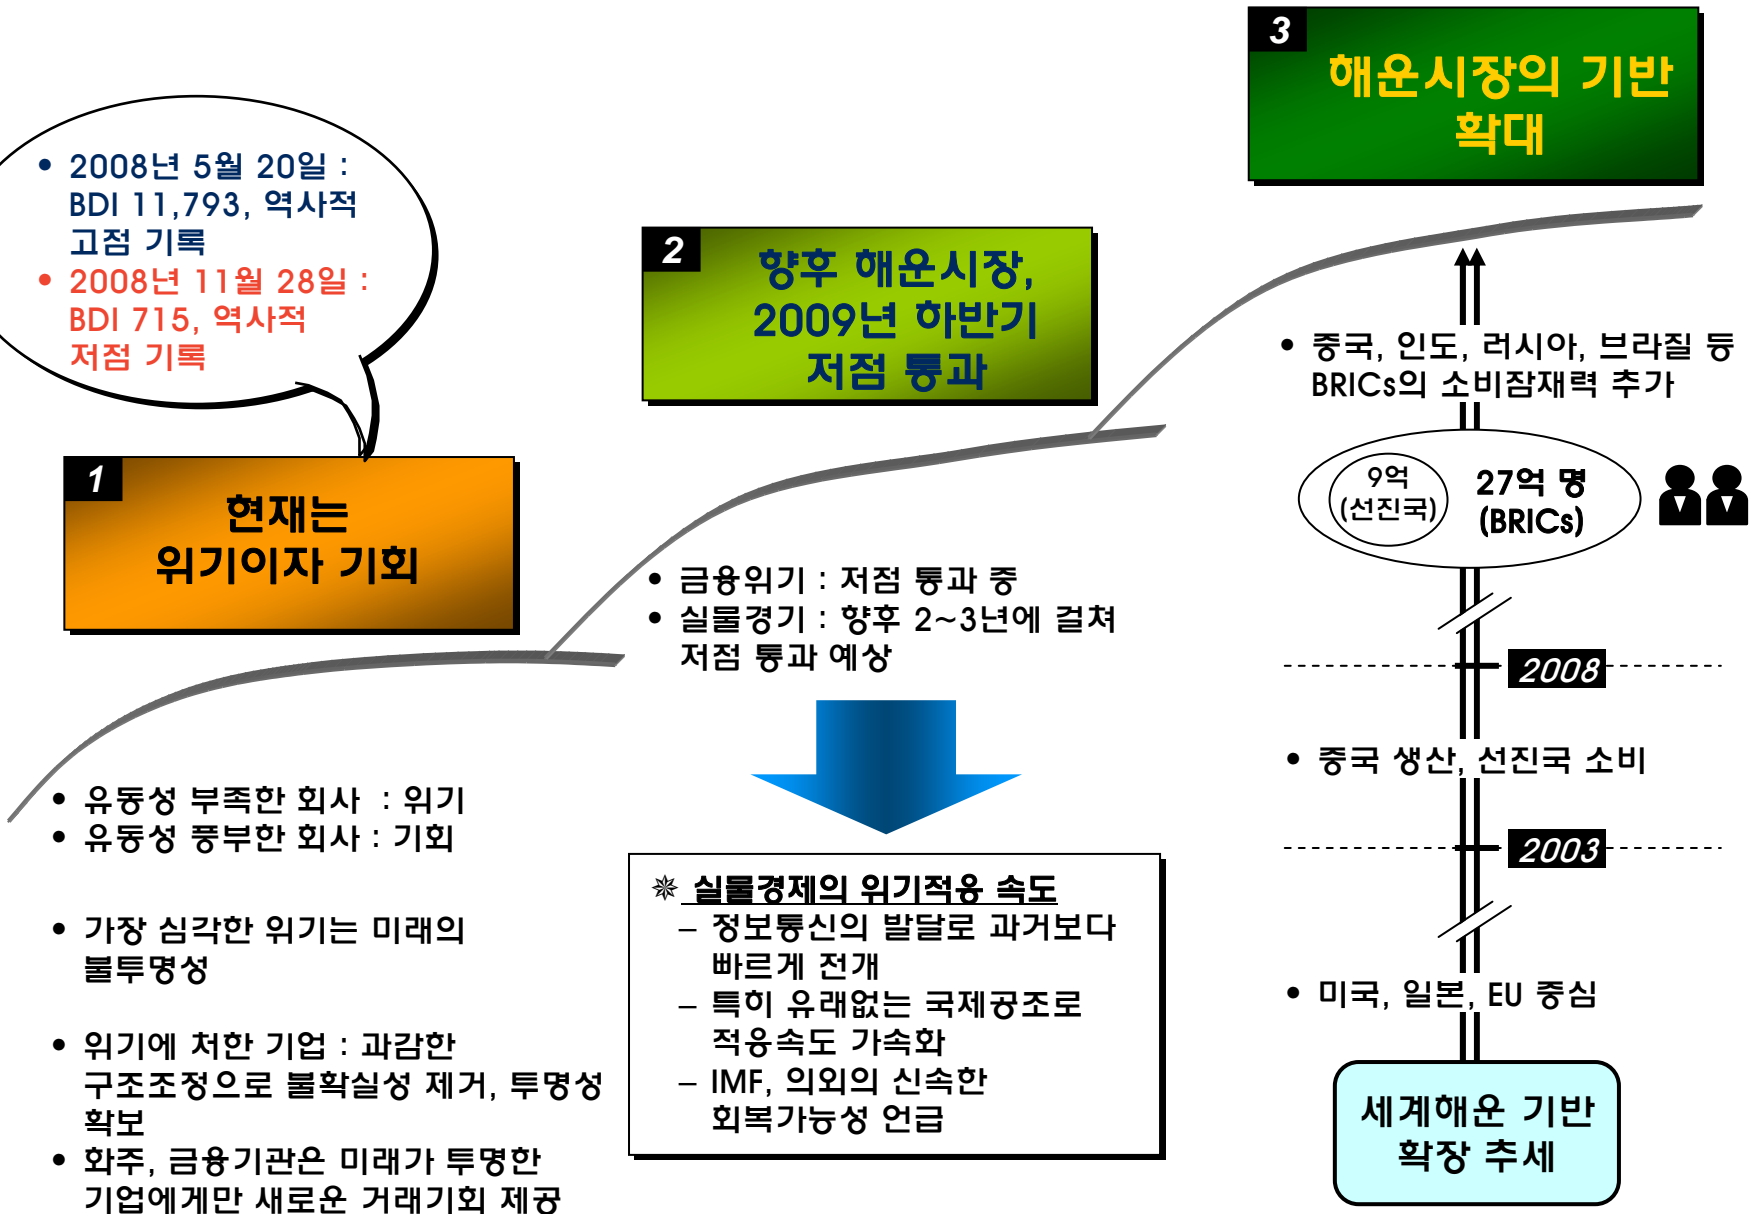 • 2008년 5월 20일 :
BDI 11,793, 역사적
고점 기록
• 2008년 11월 28일 :
BDI 715, 역사적
저점 기록
1
현재는
위기이자 기회
• 유동성 부족한 회사 : 위기
• 유동성 풍부한 회사 : 기회
• 가장 심각한 위기는 미래의
불투명성
• 위기에 처한 기업 : 과감한
구조조정으로 불확실성 제거, 투명성
확보
• 화주, 금융기관은 미래가 투명한
기업에게만 새로운 거래기회 제공
2
향후 해운시장,
2009년 하반기
저점 통과
• 금융위기 : 저점 통과 중
• 실물경기 : 향후 2~3년에 걸쳐
저점 통과 예상
✵ 실물경제의 위기적응 속도
– 정보통신의 발달로 과거보다
빠르게 전개
– 특히 유래없는 국제공조로
적응속도 가속화
– IMF, 의외의 신속한
회복가능성 언급
3
해운시장의 기반
확대
• 중국, 인도, 러시아, 브라질 등
BRICs의 소비잠재력 추가
9억
(선진국)
27억 명
(BRICs)
2008
• 중국 생산, 선진국 소비
2003
• 미국, 일본, EU 중심
세계해운 기반
확장 추세